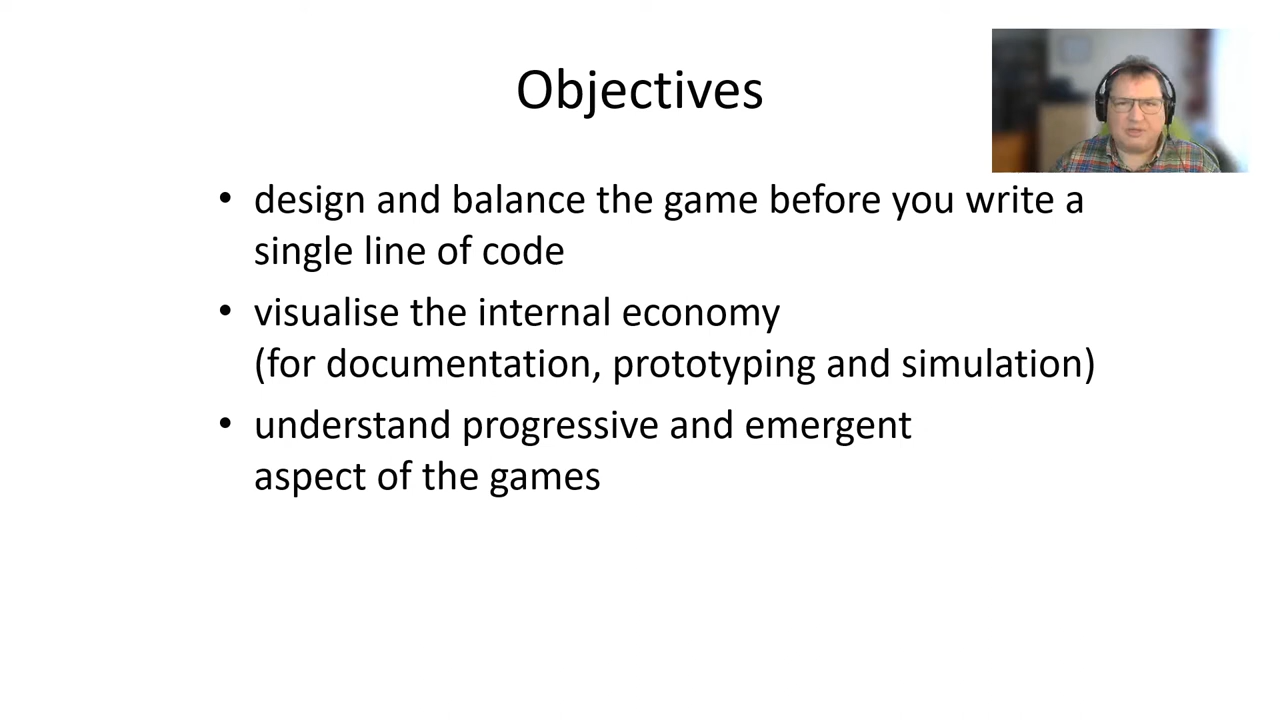 Objectives
• design and balance the game before you write a
single line of code
• visualise the internal economy
(for documentation, prototyping and simulation)
• understand progressive and emergent
aspect of the games